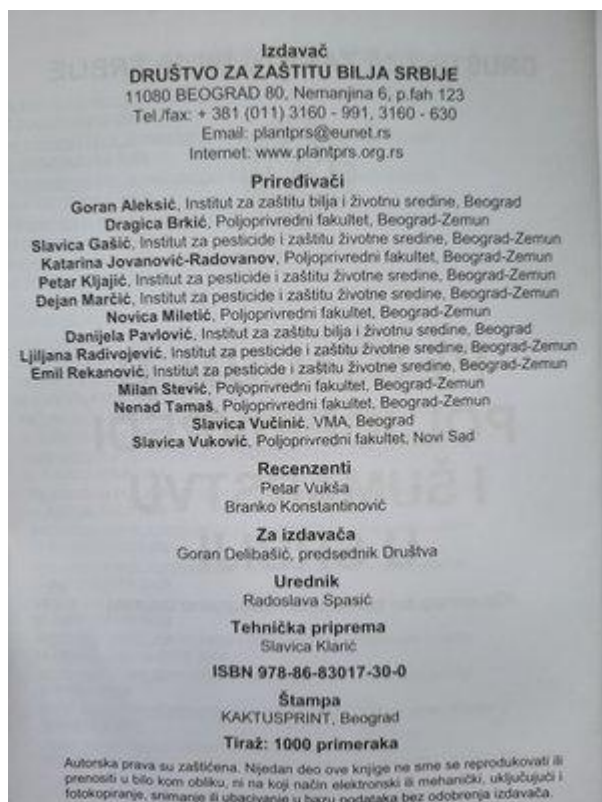 Izdavač
DRUŠTVO ZA ZAŠTITU BILJA SRBIJE
11080 BEOGRAD 80, Nemanjina 6, p.fah 123
Tel./fax: + 381 (011) 3160 - 991, 3160 - 630
Email: plantprs@eunet.rs
Internet: www.plantprs.org.rs
Priređivači
Goran Aleksić, Institut za zaštitu bilja i životnu sredine, Beograd
Dragica Brkić, Poljoprivredni fakultet, Beograd-Zemun
Slavica Gašić, Institut za pesticide i zaštitu životne sredine, Beograd-Zemun
Katarina Jovanović-Radovanov, Poljoprivredni fakultet, Beograd-Zemun
Petar Kljajić, Institut za pesticide i zaštitu životne sredine, Beograd-Zemun
Dejan Marčić, Institut za pesticide i zaštitu životne sredine, Beograd-Zemun
Novica Miletić, Poljoprivredni fakultet, Beograd-Zemun
Danijela Pavlović, Institut za zaštitu bilja i životnu sredine, Beograd
Ljiljana Radivojević, Institut za pesticide i zaštitu životne sredine, Beograd-Zemun
Emil Rekanović, Institut za pesticide i zaštitu životne sredine, Beograd-Zemun
Milan Stević, Poljoprivredni fakultet, Beograd-Zemun
Nenad Tamaš, Poljoprivredni fakultet, Beograd-Zemun
Slavica Vučinić, VMA, Beograd
Slavica Vuković, Poljoprivredni fakultet, Novi Sad
Recenzenti
Petar Vukša
Branko Konstantinović
Za izdavača
Goran Delibašić, predsednik Društva
Urednik
Radoslava Spasić
Tehnička priprema
Slavica Klarić
ISBN 978-86-83017-30-0
Štampa
KAKTUSPRINT, Beograd
Tiraž: 1000 primeraka
Autorska prava su zaštićena. Nijedan deo ove knjige ne sme se reprodukovati ili
prenositi u bilo kom obliku, ni na koji način elektronski ili mehanički, uključujući i
fotokopiranje, snimanje ili ubacivanje u bazu podataka bez odobrenja izdavača.